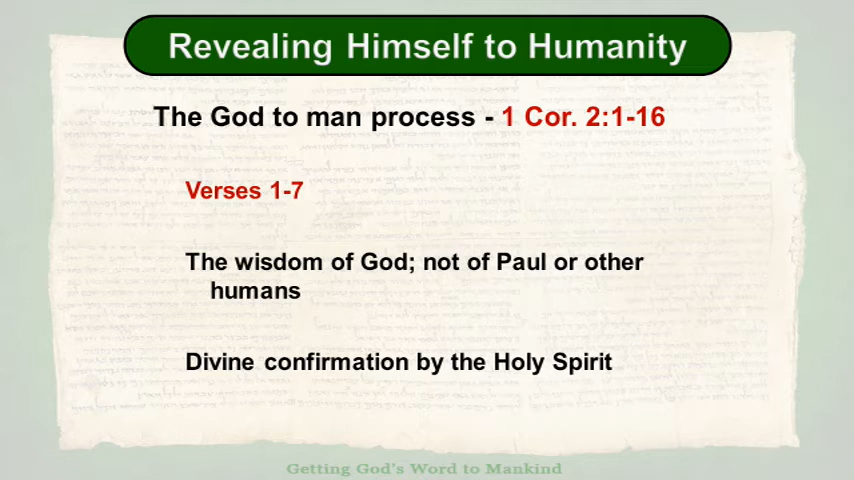 Revealing Himself to Humanity
The God to man process - 1 Cor. 2:1-16
Verses 1-7
The wisdom of God; not of Paul or other
humans
Divine confirmation by the Holy Spirit
Getting God's Word to Mankind